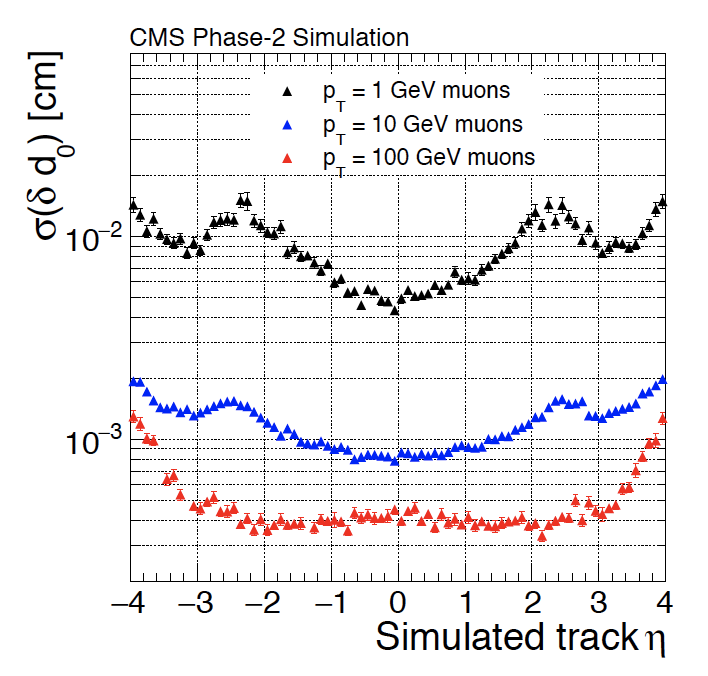 CMS Phase-2 Simulation
σ(δ d0) [cm]
pT = 1 GeV muons
pT = 10 GeV muons
pT = 100 GeV muons
10−2
10−3
−4 −3 −2 −1 0 1 2 3 4
Simulated track η